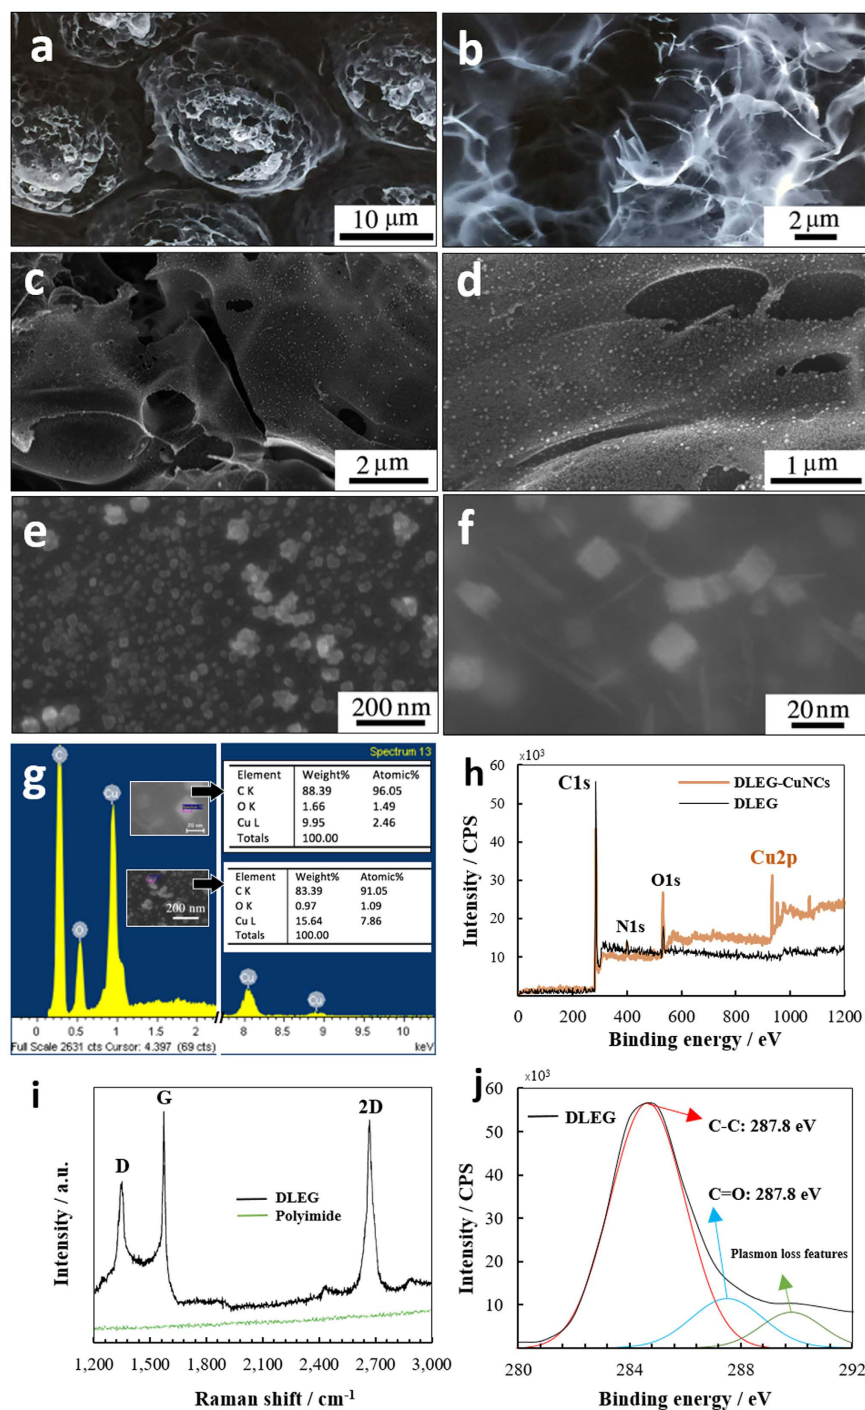 a
10 μm
b
2 μm
c
2 μm
d
1 μm
e
200 nm
f
20 nm
g
C
O
Cu
Spectrum 13
Element Weight% Atomic%
C K 88.39 96.05
O K 1.66 1.49
Cu L 9.95 2.46
Totals 100.00
Element Weight% Atomic%
C K 83.39 91.05
O K 0.97 1.09
Cu L 15.64 7.86
Totals 100.00
200 nm
Cu
Cu
0 0.5 1 1.5 2 8 8.5 9 9.5 10
Full Scale 2631 cts Cursor: 4.397 (69 cts) keV
h
×10³
60
50
40
30
20
10
Intensity / CPS
C1s
N1s
O1s
Cu2p
DLEG-CuNCs
DLEG
0 200 400 600 800 1000 1200
Binding energy / eV
i
D
G
2D
DLEG
Polyimide
Intensity / a.u.
1,200 1,500 1,800 2,100 2,400 2,700 3,000
Raman shift / cm⁻¹
j
×10³
60
50
40
30
20
10
Intensity / CPS
DLEG
C-C: 287.8 eV
C=O: 287.8 eV
Plasmon loss features
280 284 288 292
Binding energy / eV